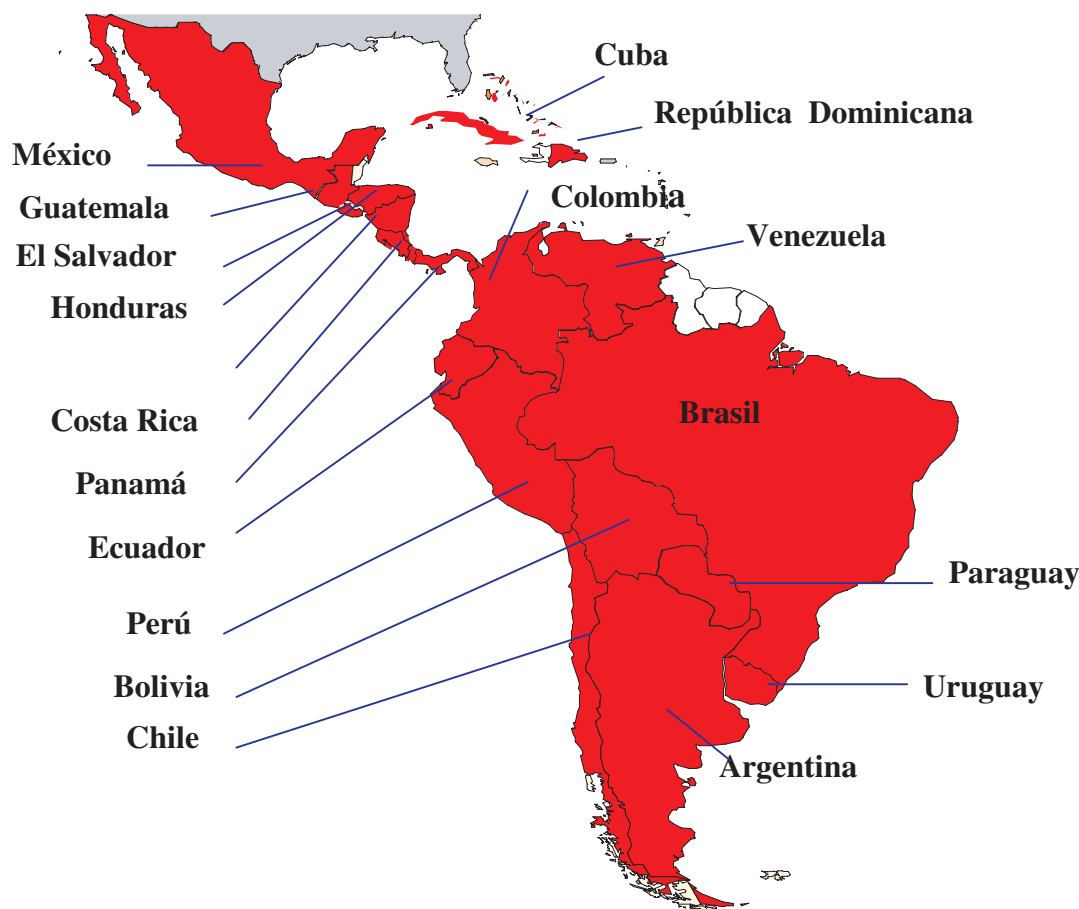 Cuba
República Dominicana
México
Guatemala
Colombia
El Salvador
Venezuela
Honduras
Costa Rica
Brasil
Panamá
Ecuador
Paraguay
Perú
Bolivia
Uruguay
Chile
Argentina